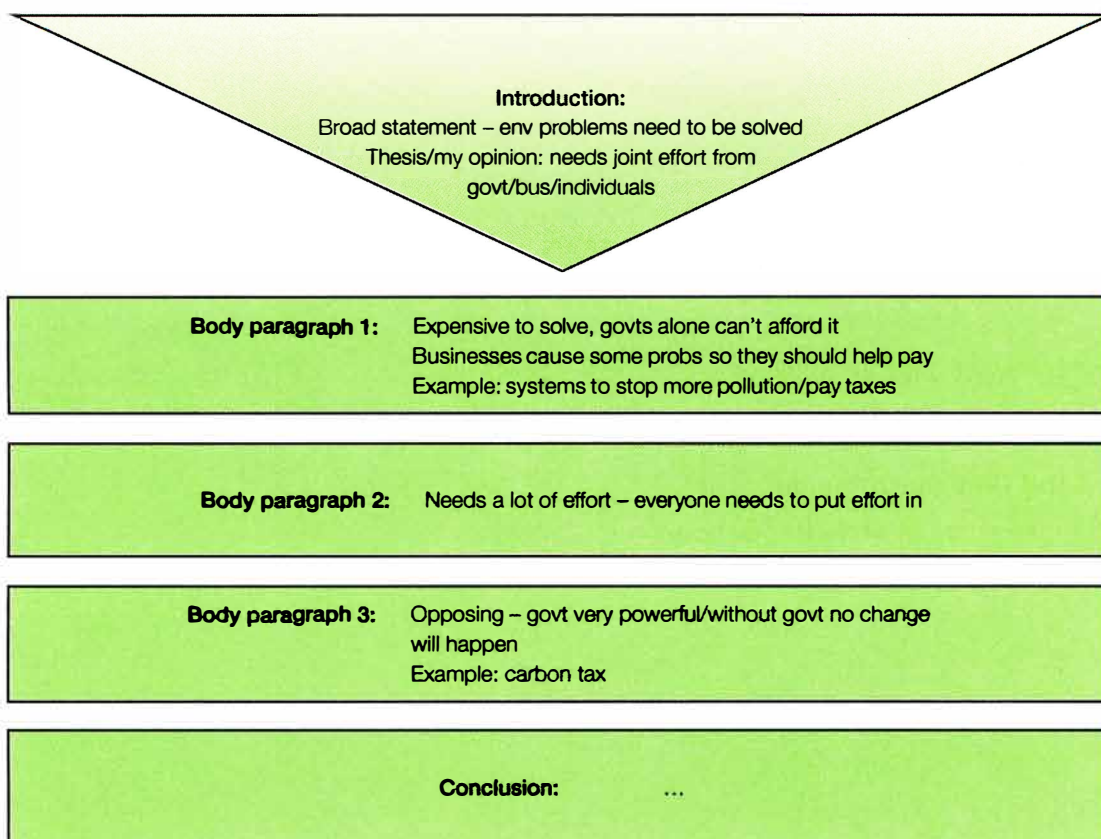 Introduction:
Broad statement – env problems need to be solved
Thesis/my opinion: needs joint effort from
govt/bus/individuals
Body paragraph 1: Expensive to solve, govts alone can't afford it
Businesses cause some probs so they should help pay
Example: systems to stop more pollution/pay taxes
Body paragraph 2: Needs a lot of effort – everyone needs to put effort in
Body paragraph 3: Opposing – govt very powerful/without govt no change
will happen
Example: carbon tax
Conclusion: ...